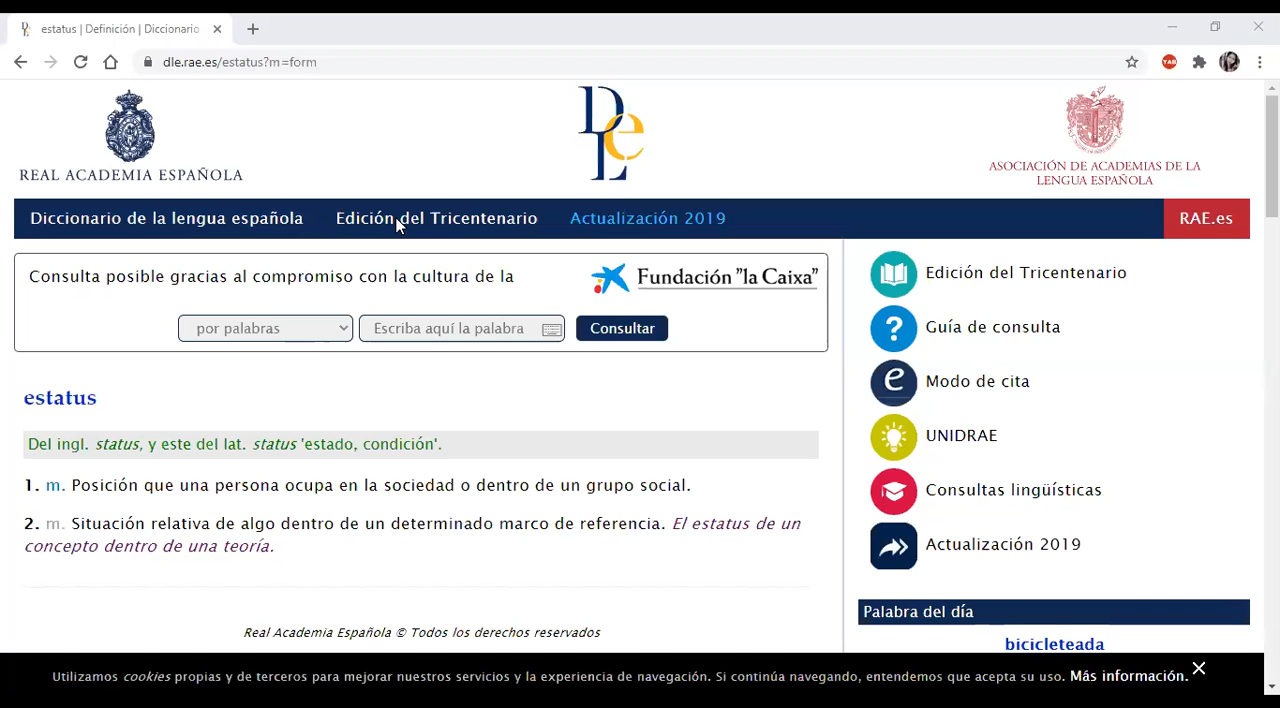 estatus | Definición | Diccionario
dle.rae.es/estatus?m=form
YAB
DLe
REAL ACADEMIA ESPAÑOLA
ASOCIACIÓN DE ACADEMIAS DE LA
LENGUA ESPAÑOLA
Diccionario de la lengua española Edición del Tricentenario Actualización 2019 RAE.es
Consulta posible gracias al compromiso con la cultura de la Fundación "la Caixa"
por palabras Escriba aquí la palabra Consultar
estatus
Del ingl. status, y este del lat. status 'estado, condición'.
1. m. Posición que una persona ocupa en la sociedad o dentro de un grupo social.
2. m. Situación relativa de algo dentro de un determinado marco de referencia. El estatus de un
concepto dentro de una teoría.
Real Academia Española © Todos los derechos reservados
Edición del Tricentenario
? Guía de consulta
e Modo de cita
UNIDRAE
Consultas lingüísticas
Actualización 2019
Palabra del día
bicicleteada
Utilizamos cookies propias y de terceros para mejorar nuestros servicios y la experiencia de navegación. Si continúa navegando, entendemos que acepta su uso. Más información.